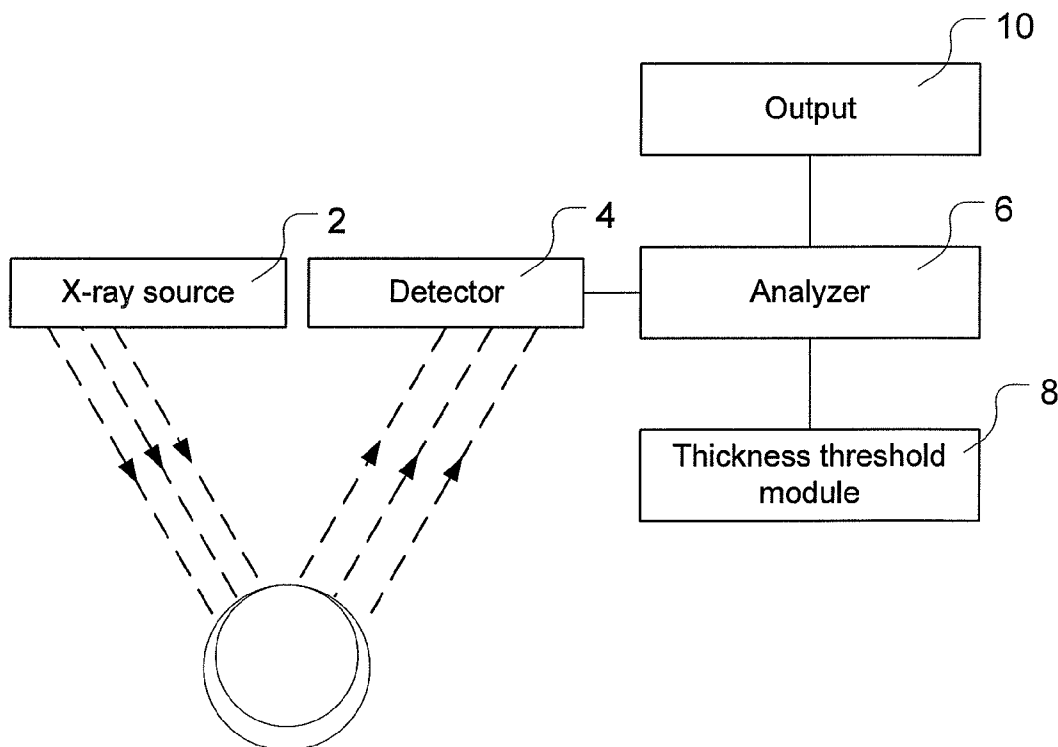 10
Output
2
4
6
X-ray source
Detector
Analyzer
8
Thickness threshold
module